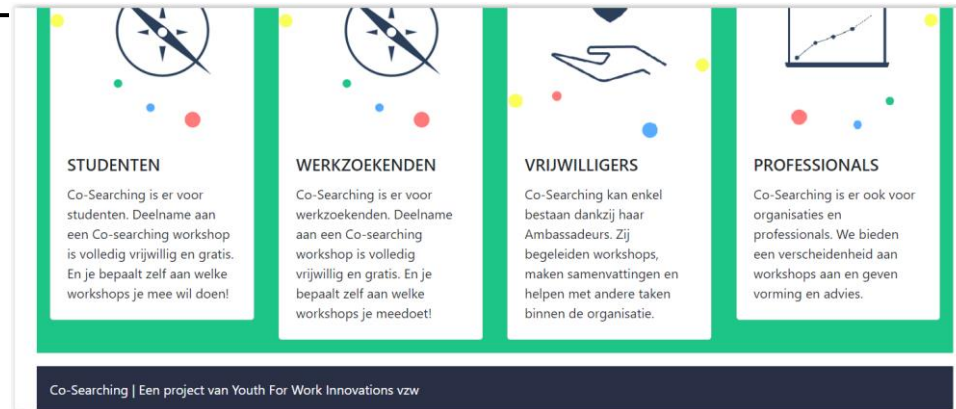 STUDENTEN
Co-Searching is er voor
studenten. Deelname aan
een Co-searching workshop
is volledig vrijwillig en gratis.
En je bepaalt zelf aan welke
workshops je mee wil doen!
WERKZOEKENDEN
Co-Searching is er voor
werkzoekenden. Deelname
aan een Co-searching
workshop is volledig
vrijwillig en gratis. En je
bepaalt zelf aan welke
workshops je meedoet!
VRIJWILLIGERS
Co-Searching kan enkel
bestaan dankzij haar
Ambassadeurs. Zij
begeleiden workshops,
maken samenvattingen en
helpen met andere taken
binnen de organisatie.
PROFESSIONALS
Co-Searching is er ook voor
organisaties en
professionals. We bieden
een verscheidenheid aan
workshops aan en geven
vorming en advies.
Co-Searching | Een project van Youth For Work Innovations vzw